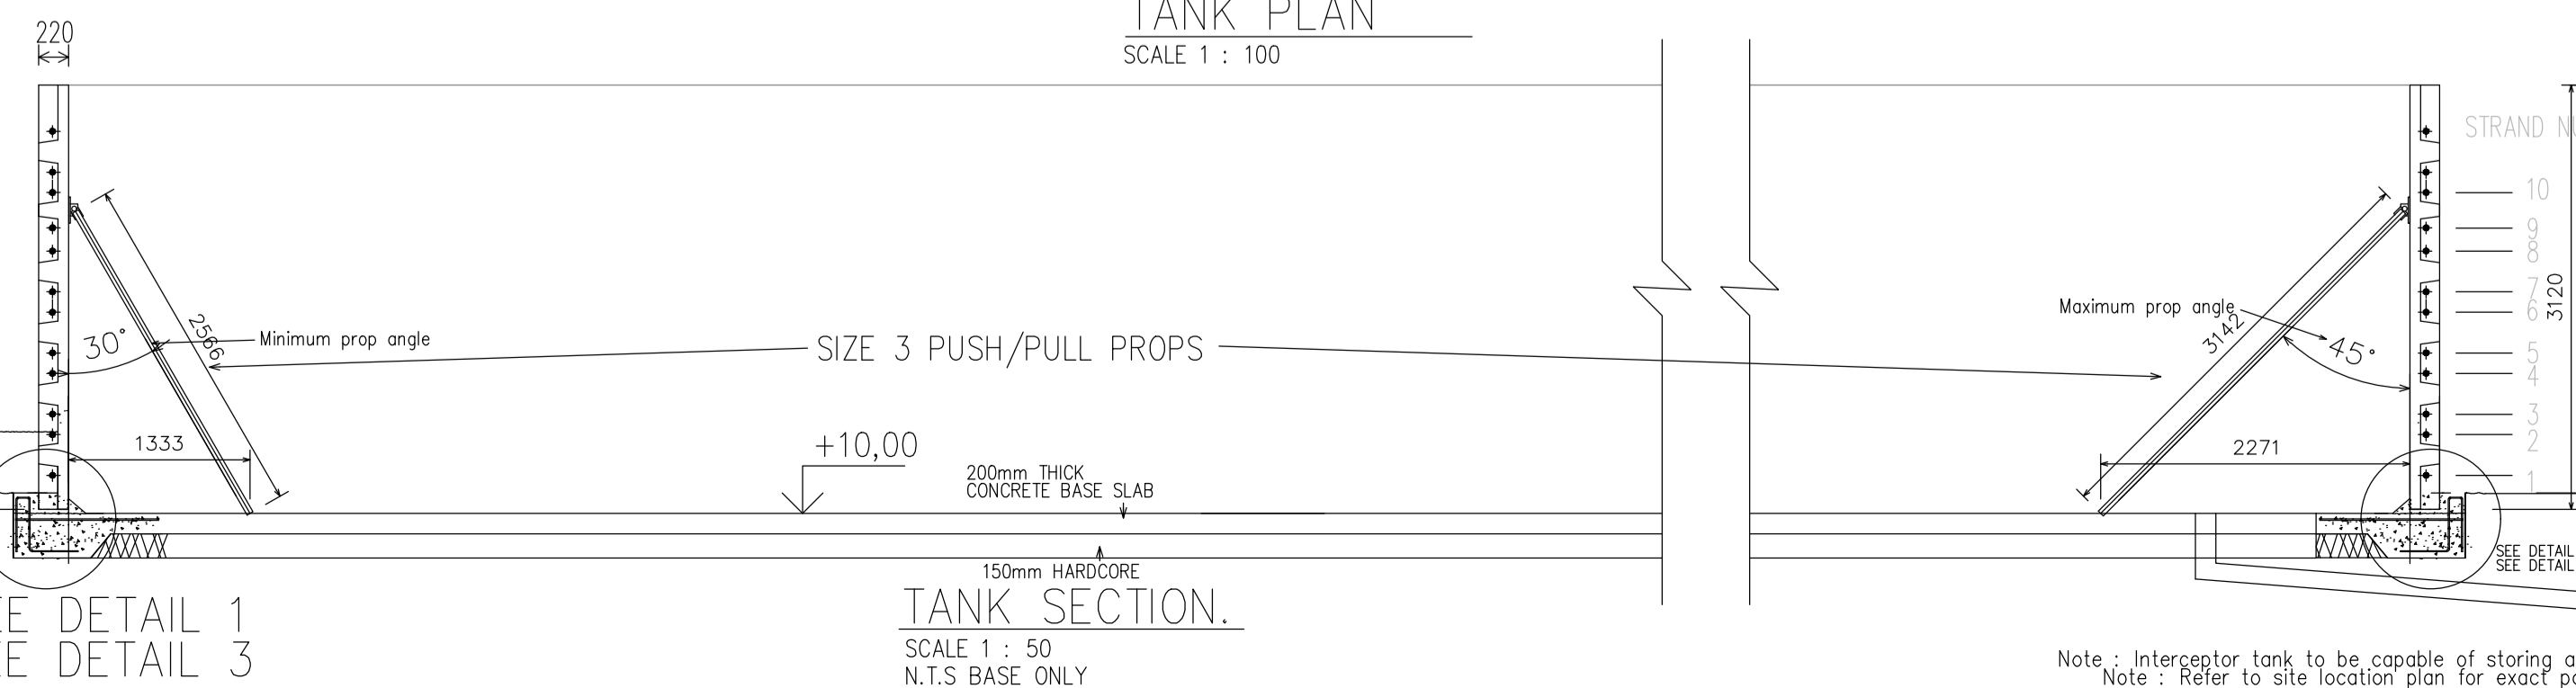 TANK PLAN
SCALE 1 : 100
220
STRAND
10
9
8
7
6
5
4
3
2
1
3120
30°
2566
Minimum prop angle
SIZE 3 PUSH/PULL PROPS
Maximum prop angle
3142
45°
1333
+10,00
200mm THICK
CONCRETE BASE SLAB
2271
150mm HARDCORE
SEE DETAIL
SEE DETAIL
DETAIL 1
DETAIL 3
TANK SECTION.
SCALE 1 : 50
N.T.S BASE ONLY
Note : Interceptor tank to be capable of storing a
Note : Refer to site location plan for exact